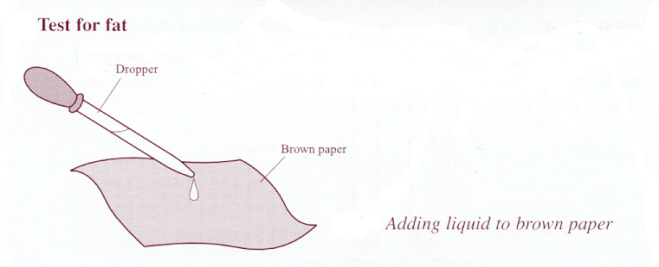 Test for fat
Dropper
Brown paper
Adding liquid to brown paper